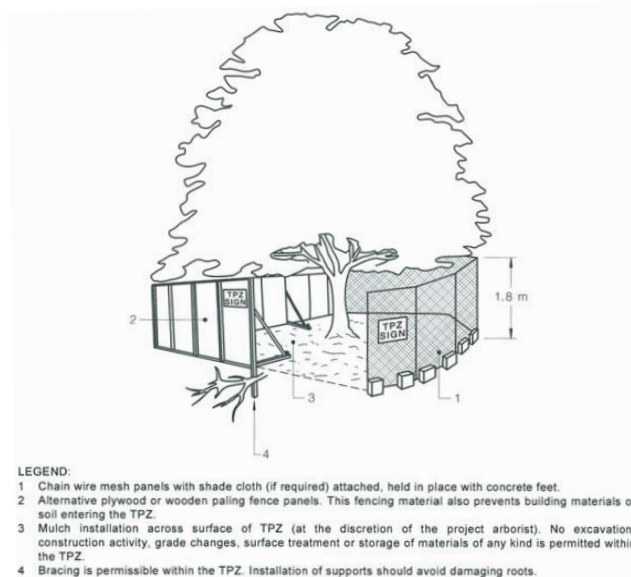 TPZ
SIGN
1.8 m
2
TPZ
SIGN
3
1
4
LEGEND:
1 Chain wire mesh panels with shade cloth (if required) attached, held in place with concrete feet.
2 Alternative plywood or wooden paling fence panels. This fencing material also prevents building materials o
soil entering the TPZ.
3 Mulch installation across surface of TPZ (at the discretion of the project arborist). No excavation
construction activity, grade changes, surface treatment or storage of materials of any kind is permitted within
the TPZ.
4 Bracing is permissible within the TPZ. Installation of supports should avoid damaging roots.